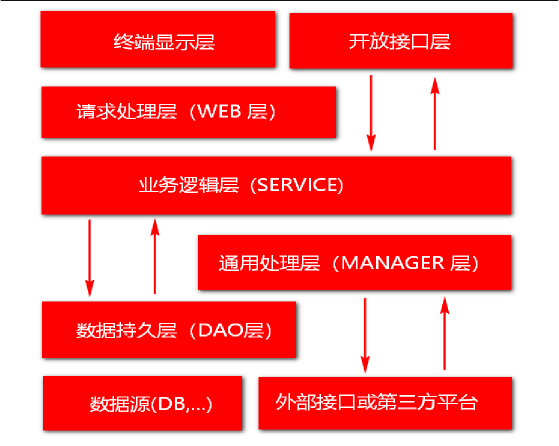 终端显示层
开放接口层
请求处理层（WEB 层）
业务逻辑层（SERVICE)
通用处理层（MANAGER 层）
数据持久层（DAO层）
数据源(DB,...)
外部接口或第三方平台